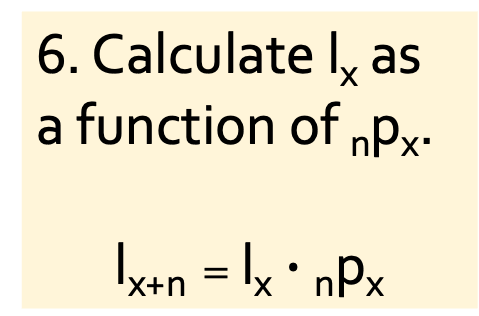 6. Calculate lₓ as
a function of ₙpₓ.
lₓ₊ₙ = lₓ · ₙpₓ